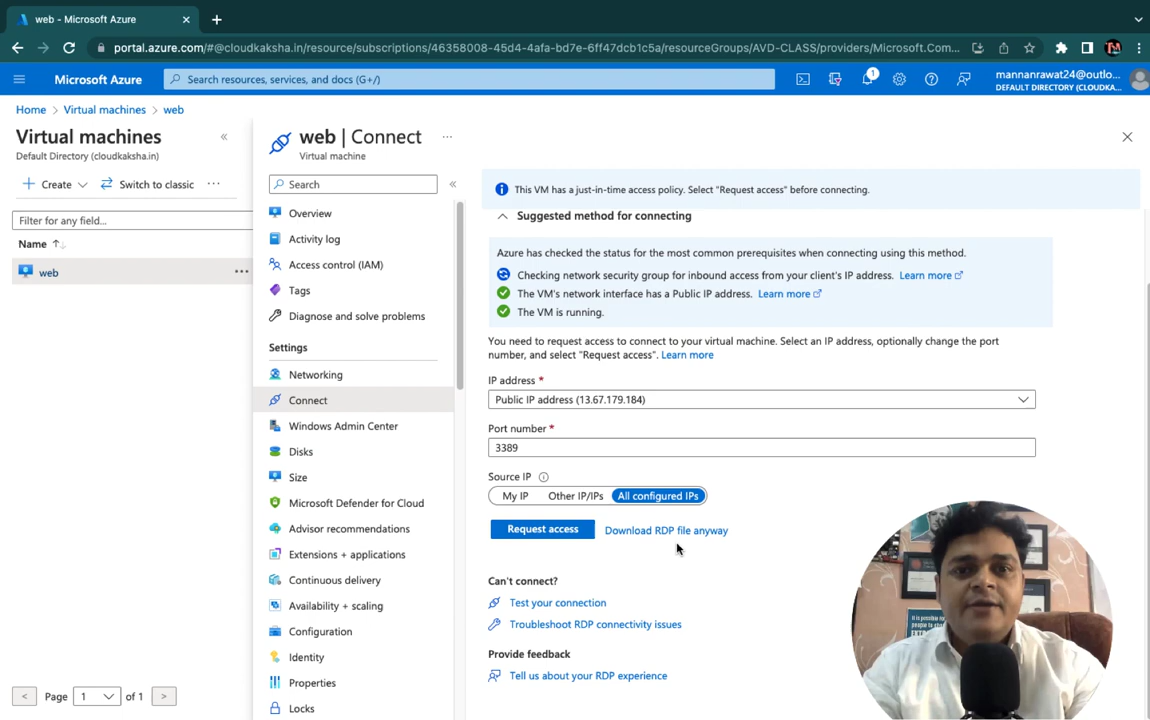 web - Microsoft Azure
portal.azure.com/#@cloudkaksha.in/resource/subscriptions/46358008-45d4-4afa-bd7e-6ff47dcb1c5a/resourceGroups/AVD-CLASS/providers/Microsoft.Com...
Microsoft Azure
Search resources, services, and docs (G+/)
1
mannanrawat24@outlo...
DEFAULT DIRECTORY (CLOUDKA...
Home > Virtual machines > web
Virtual machines
Default Directory (cloudkaksha.in)
Create
Switch to classic
Filter for any field...
Name
web
Page 1 of 1
web | Connect
Virtual machine
Search
Overview
Activity log
Access control (IAM)
Tags
Diagnose and solve problems
Settings
Networking
Connect
Windows Admin Center
Disks
Size
Microsoft Defender for Cloud
Advisor recommendations
Extensions + applications
Continuous delivery
Availability + scaling
Configuration
Identity
Properties
Locks
This VM has a just-in-time access policy. Select "Request access" before connecting.
Suggested method for connecting
Azure has checked the status for the most common prerequisites when connecting using this method.
Checking network security group for inbound access from your client's IP address. Learn more
The VM's network interface has a Public IP address. Learn more
The VM is running.
You need to request access to connect to your virtual machine. Select an IP address, optionally change the port
number, and select "Request access". Learn more
IP address *
Public IP address (13.67.179.184)
Port number *
3389
Source IP
My IP Other IP/IPs All configured IPs
Request access Download RDP file anyway
Can't connect?
Test your connection
Troubleshoot RDP connectivity issues
Provide feedback
Tell us about your RDP experience